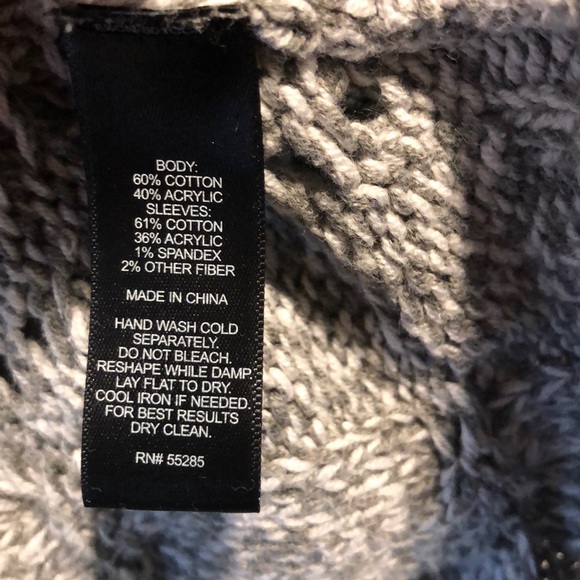 BODY:
60% COTTON
40% ACRYLIC
SLEEVES:
61% COTTON
36% ACRYLIC
1% SPANDEX
2% OTHER FIBER
MADE IN CHINA
HAND WASH COLD
SEPARATELY.
DO NOT BLEACH.
RESHAPE WHILE DAMP.
LAY FLAT TO DRY.
COOL IRON IF NEEDED.
FOR BEST RESULTS
DRY CLEAN.
RN# 55285